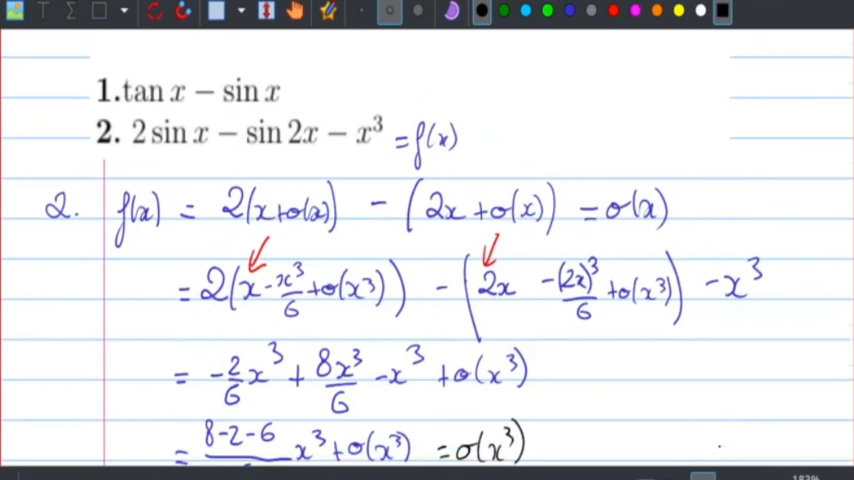 1.tan x − sin x
2. 2 sin x − sin 2x − x³ = f(x)
2. f(x) = 2(x+o(x)) − (2x + o(x)) = o(x)
= 2(x − x³/6 + o(x³)) − (2x − (2x)³/6 + o(x³)) − x³
= −2/6 x³ + 8x³/6 − x³ + o(x³)
= 8−2−6 x³ + o(x³) = o(x³)